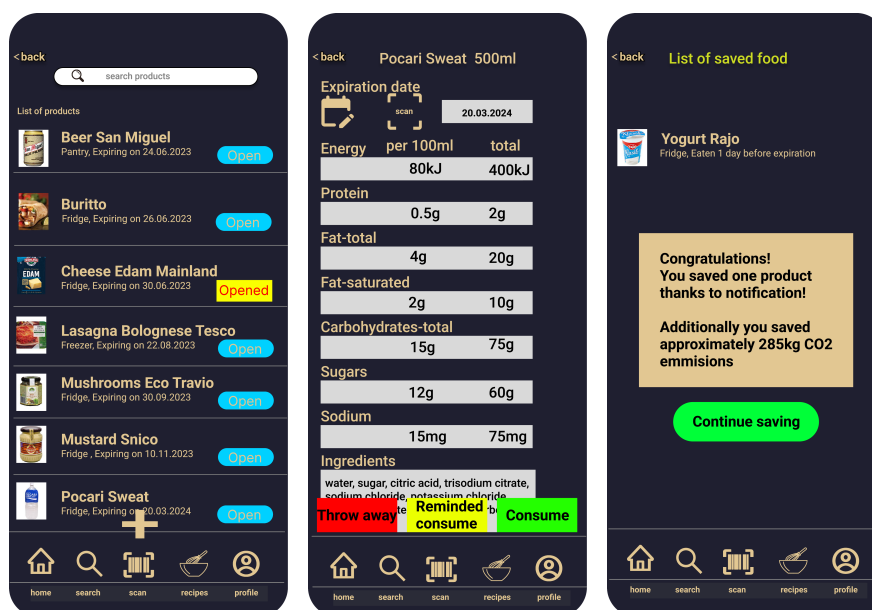 <back
search products
List of products
Beer San Miguel
Pantry, Expiring on 24.06.2023
Open
Buritto
Fridge, Expiring on 26.06.2023
Open
EDAM
Cheese Edam Mainland
Fridge, Expiring on 30.06.2023
Opened
Lasagna Bolognese Tesco
Freezer, Expiring on 22.08.2023
Open
Mushrooms Eco Travio
Fridge, Expiring on 30.09.2023
Open
Mustard Snico
Fridge , Expiring on 10.11.2023
Open
Pocari Sweat
Fridge, Expiring on 20.03.2024
Open
home search scan recipes profile
<back
Pocari Sweat 500ml
Expiration date
scan
20.03.2024
Energy per 100ml total
80kJ 400kJ
Protein
0.5g 2g
Fat-total
4g 20g
Fat-saturated
2g 10g
Carbohydrates-total
15g 75g
Sugars
12g 60g
Sodium
15mg 75mg
Ingredients
water, sugar, citric acid, trisodium citrate,
sodium chloride, potassium chloride,
Throw away
Reminded
consume
Consume
home search scan recipes profile
<back
List of saved food
Yogurt Rajo
Fridge, Eaten 1 day before expiration
Congratulations!
You saved one product
thanks to notification!
Additionally you saved
approximately 285kg CO2
emmisions
Continue saving
home search scan recipes profile